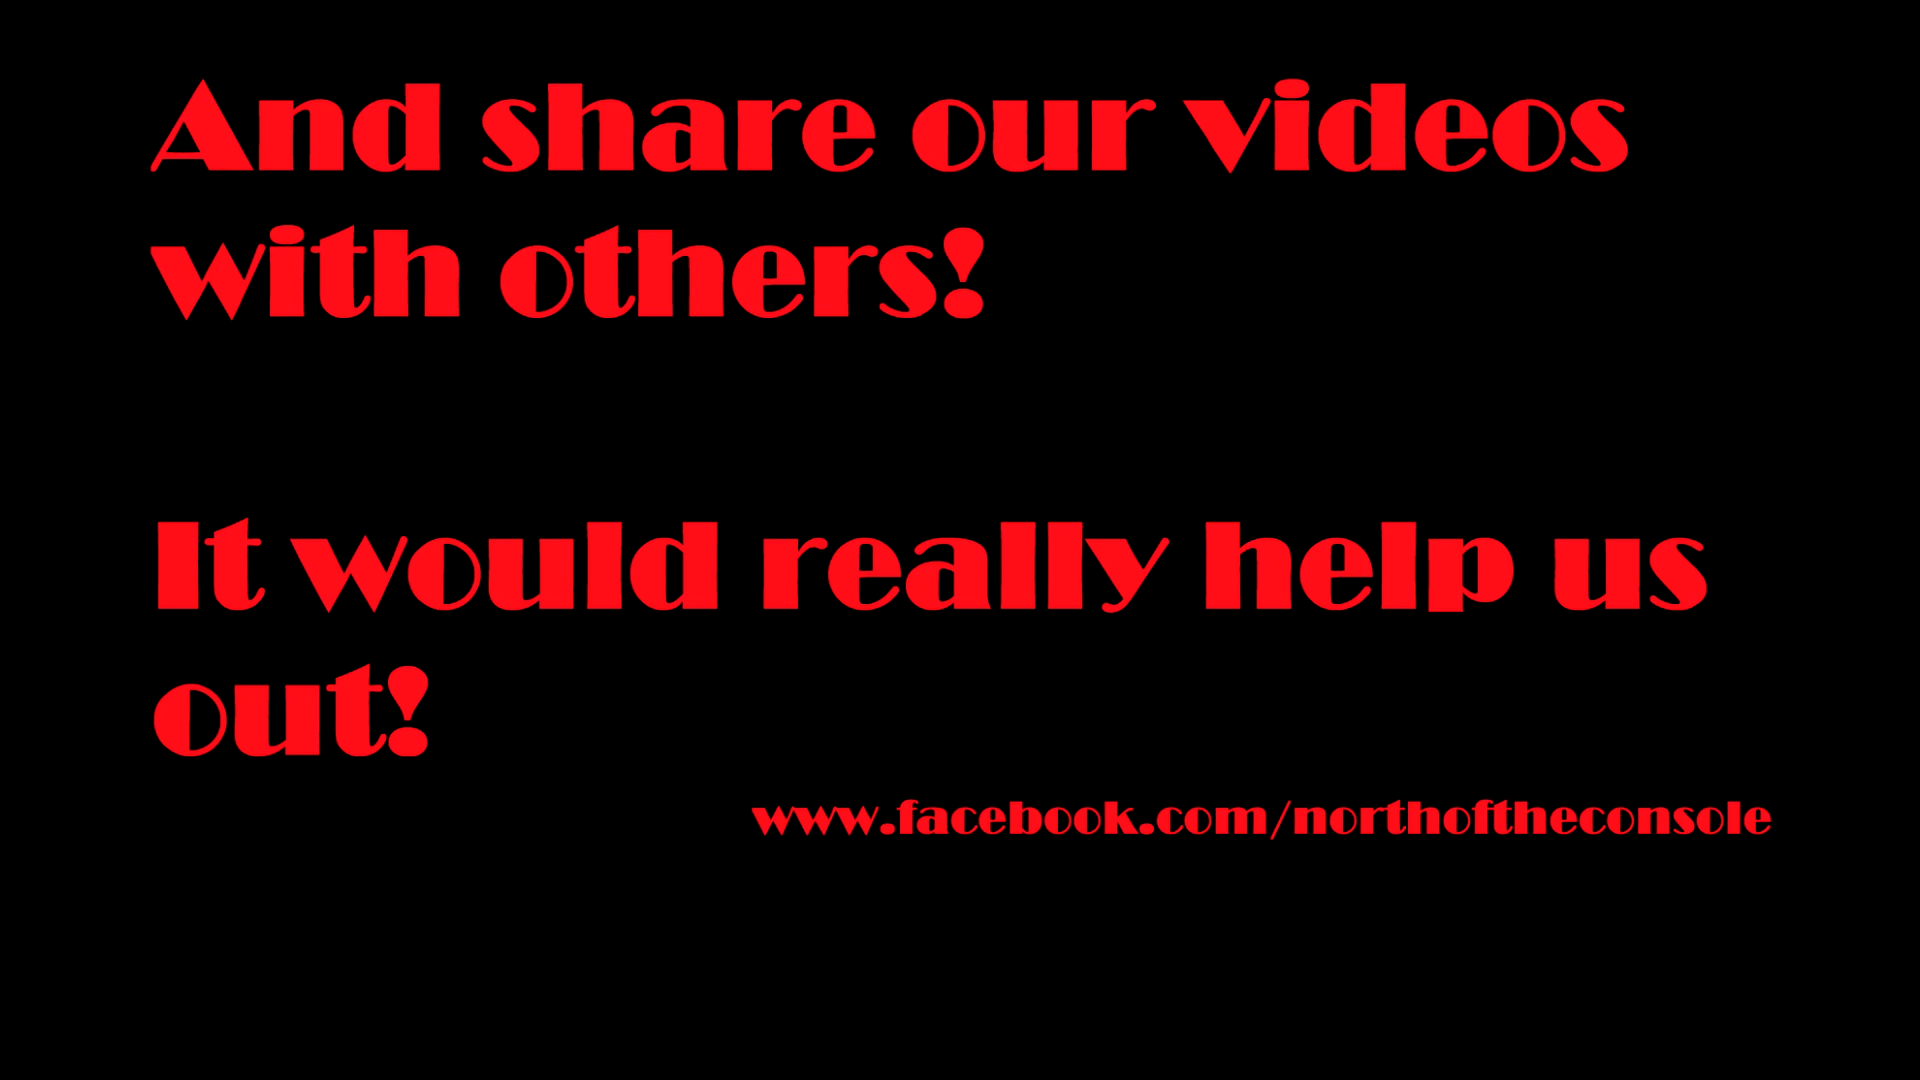 And share our videos
with others!
It would really help us
out!
www.facebook.com/northoftheconsole